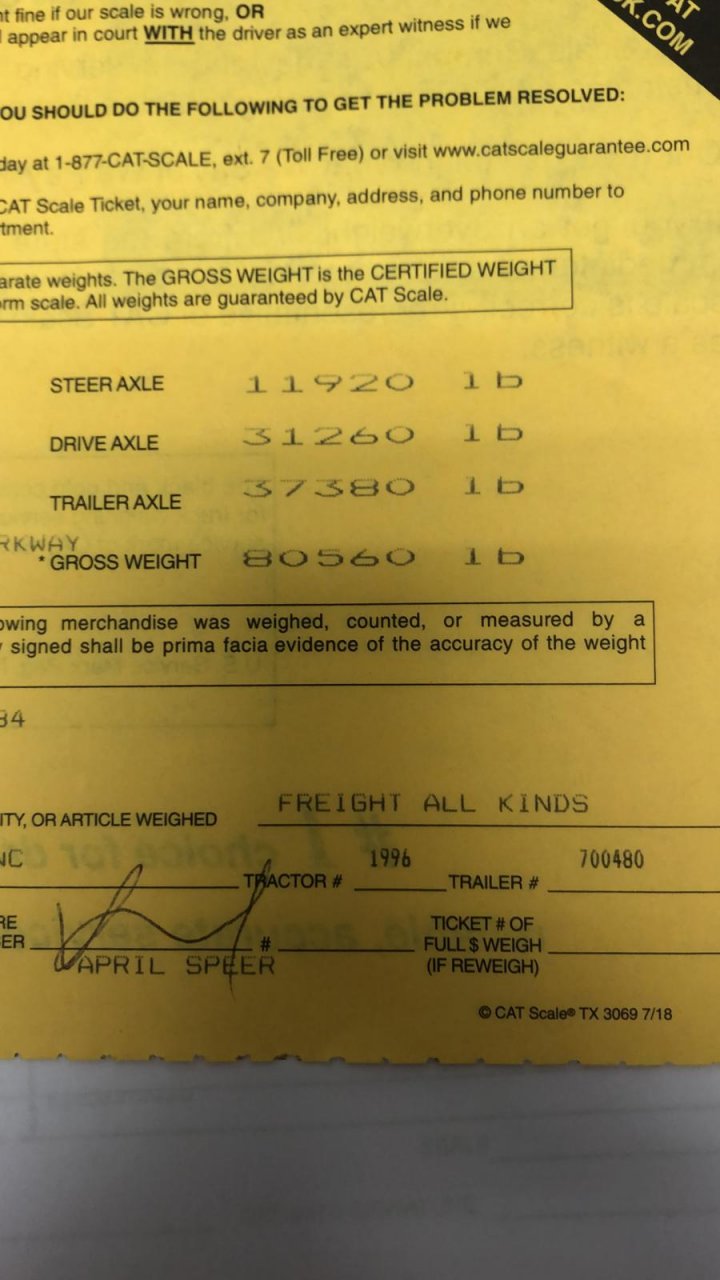 nt fine if our scale is wrong, OR
appear in court WITH the driver as an expert witness if we
AT
K.COM
OU SHOULD DO THE FOLLOWING TO GET THE PROBLEM RESOLVED:
day at 1-877-CAT-SCALE, ext. 7 (Toll Free) or visit www.catscaleguarantee.com
CAT Scale Ticket, your name, company, address, and phone number to
tment.
arate weights. The GROSS WEIGHT is the CERTIFIED WEIGHT
orm scale. All weights are guaranteed by CAT Scale.
STEER AXLE 11920 lb
DRIVE AXLE 31260 lb
TRAILER AXLE 37380 lb
RKWAY
* GROSS WEIGHT 80560 lb
owing merchandise was weighed, counted, or measured by a
signed shall be prima facia evidence of the accuracy of the weight
34
FREIGHT ALL KINDS
ITY, OR ARTICLE WEIGHED
NC 1996 700480
TRACTOR # TRAILER #
RE
ER # TICKET # OF
FULL $ WEIGH
(IF REWEIGH)
APRIL SPEER
© CAT Scale® TX 3069 7/18